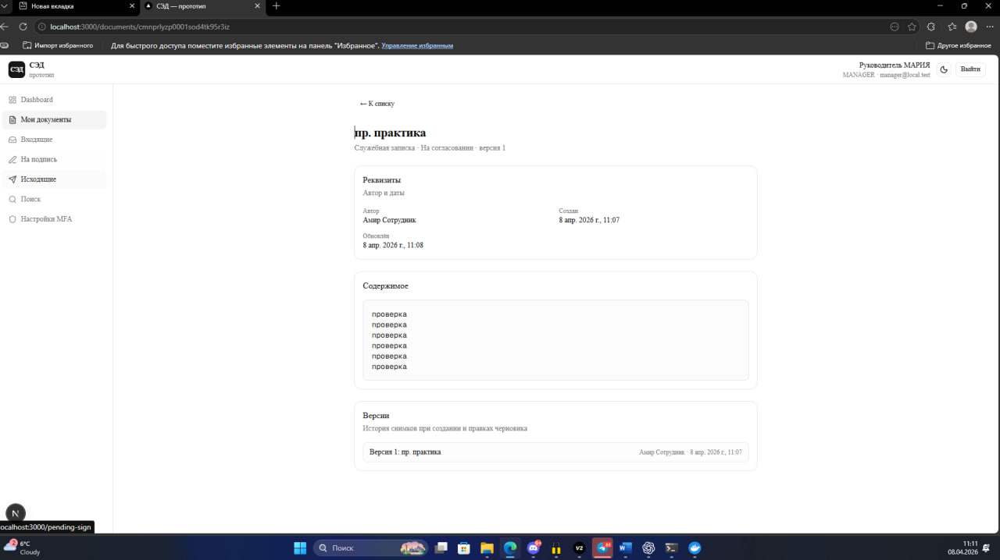 Новая вкладка
СЭД — прототип
localhost:3000/documents/cmnprlyzp0001sod4tk95r3iz
Импорт избранного
Для быстрого доступа поместите избранные элементы на панель "Избранное". Управление избранным
Другое избранное
СЭД
СЭД
прототип
Руководитель МАРИЯ
MANAGER · manager@local.test
Выйти
Dashboard
Мои документы
Входящие
На подпись
Исходящие
Поиск
Настройки MFA
← К списку
пр. практика
Служебная записка · На согласовании · версия 1
Реквизиты
Автор и даты
Автор
Амир Сотрудник
Создан
8 апр. 2026 г., 11:07
Обновлён
8 апр. 2026 г., 11:08
Содержимое
проверка
проверка
проверка
проверка
проверка
проверка
Версии
История снимков при создании и правках черновика
Версия 1: пр. практика
Амир Сотрудник · 8 апр. 2026 г., 11:07
N
ocalhost:3000/pending-sign
2
6°C
Cloudy
Поиск
9+
V2
W
11:11
08.04.2026